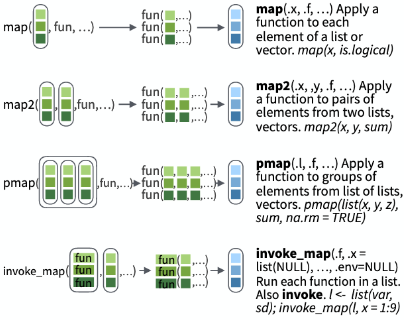 map(, fun, …)
fun( ,…)
fun( ,…)
fun( ,…)
map(.x, .f, …) Apply a
function to each
element of a list or
vector. map(x, is.logical)
map2( , ,fun,…)
fun( , ,…)
fun( , ,…)
fun( , ,…)
map2(.x, ,y, .f, …) Apply
a function to pairs of
elements from two lists,
vectors. map2(x, y, sum)
pmap( ,fun,…)
fun( , , ,…)
fun( , , ,…)
fun( , , ,…)
pmap(.l, .f, …) Apply a
function to groups of
elements from list of lists,
vectors. pmap(list(x, y, z),
sum, na.rm = TRUE)
invoke_map( , ,…)
fun
fun
fun
fun( ,…)
fun( ,…)
fun( ,…)
invoke_map(.f, .x =
list(NULL), …, .env=NULL)
Run each function in a list.
Also invoke. l <- list(var,
sd); invoke_map(l, x = 1:9)